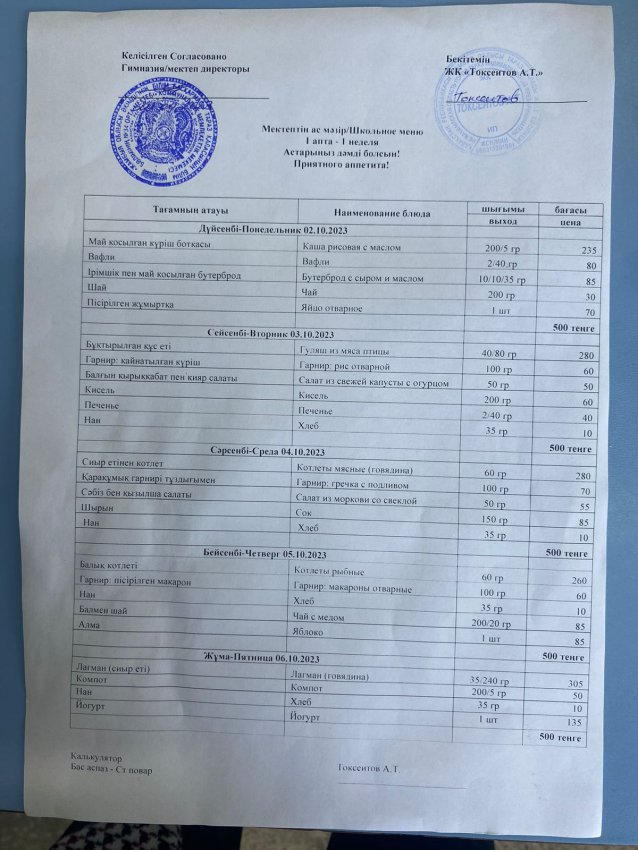 Келісілген Согласовано
Гимназия/мектеп директоры
Бекітемін
ЖК «Токсеитов А.Т.»
Токсеитов
Мектептің ас мәзір/Школьное меню
1 апта - 1 неделя
Астарыңыз дәмді болсын!
Приятного аппетита!
Тағамның атауы Наименование блюда шығымы бағасы
выход цена
Дүйсенбі-Понедельник 02.10.2023
Май қосылған күріш ботқасы Каша рисовая с маслом 200/5 гр 235
Вафли Вафли 2/40 гр 80
Ірімшік пен май қосылған бутерброд Бутерброд с сыром и маслом 10/10/35 гр 85
Шай Чай 200 гр 30
Пісірілген жұмыртқа Яйцо отварное 1 шт 70
500 тенге
Сейсенбі-Вторник 03.10.2023
Бұқтырылған құс еті Гуляш из мяса птицы 40/80 гр 280
Гарнир: қайнатылған күріш Гарнир: рис отварной 100 гр 60
Балғын қырыққабат пен қияр салаты Салат из свежей капусты с огурцом 50 гр 50
Кисель Кисель 200 гр 60
Печенье Печенье 2/40 гр 40
Нан Хлеб 35 гр 10
500 тенге
Сәрсенбі-Среда 04.10.2023
Сиыр етінен котлет Котлеты мясные (говядина) 60 гр 280
Қарақұмық гарнирі тұздығымен Гарнир: гречка с подливом 100 гр 70
Сәбіз бен қызылша салаты Салат из моркови со свеклой 50 гр 55
Шырын Сок 150 гр 85
Нан Хлеб 35 гр 10
500 тенге
Бейсенбі-Четверг 05.10.2023
Балық котлеті Котлеты рыбные 60 гр 260
Гарнир: пісірілген макарон Гарнир: макароны отварные 100 гр 60
Нан Хлеб 35 гр 10
Балмен шай Чай с медом 200/20 гр 85
Алма Яблоко 1 шт 85
500 тенге
Жұма-Пятница 06.10.2023
Лагман (сиыр еті) Лагман (говядина) 35/240 гр 305
Компот Компот 200/5 гр 50
Нан Хлеб 35 гр 10
Йогурт Йогурт 1 шт 135
500 тенге
Калькулятор
Бас аспаз - Ст повар Токсеитов А.Т.